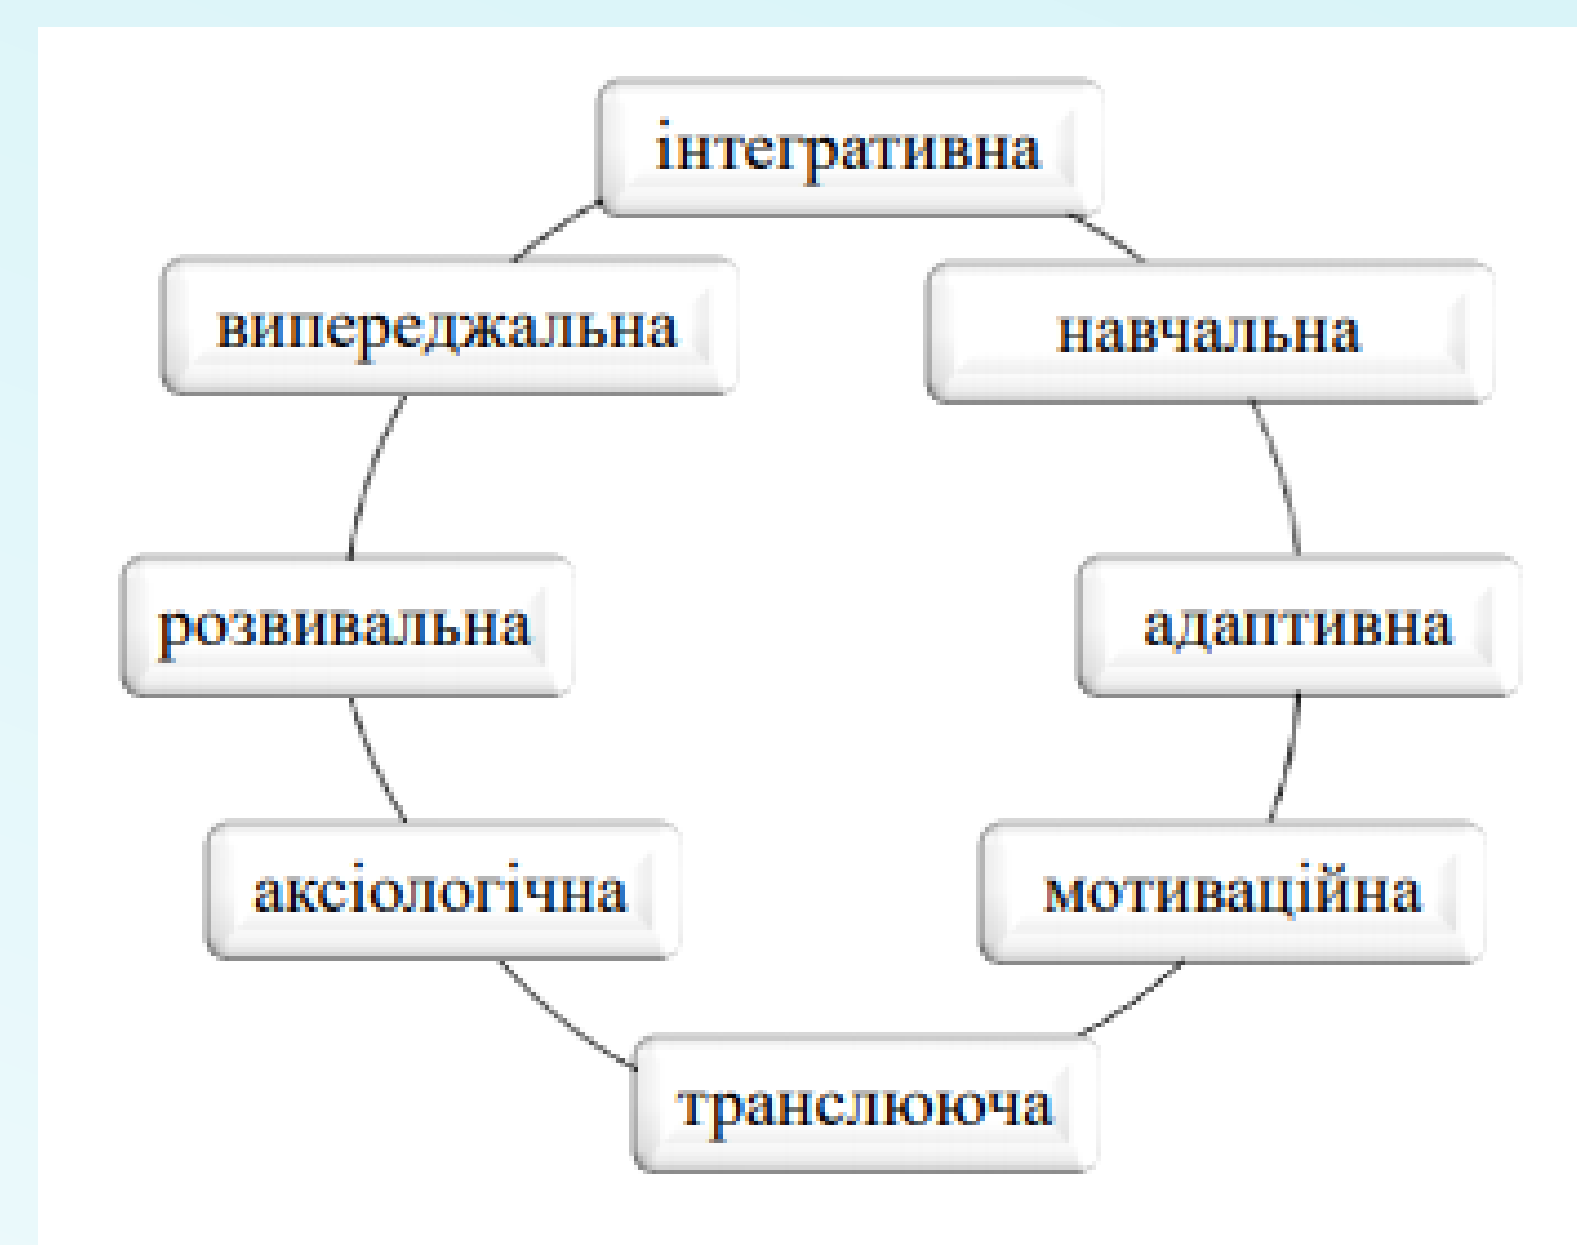 інтегративна
випереджальна
навчальна
розвивальна
адаптивна
аксіологічна
мотиваційна
транслююча